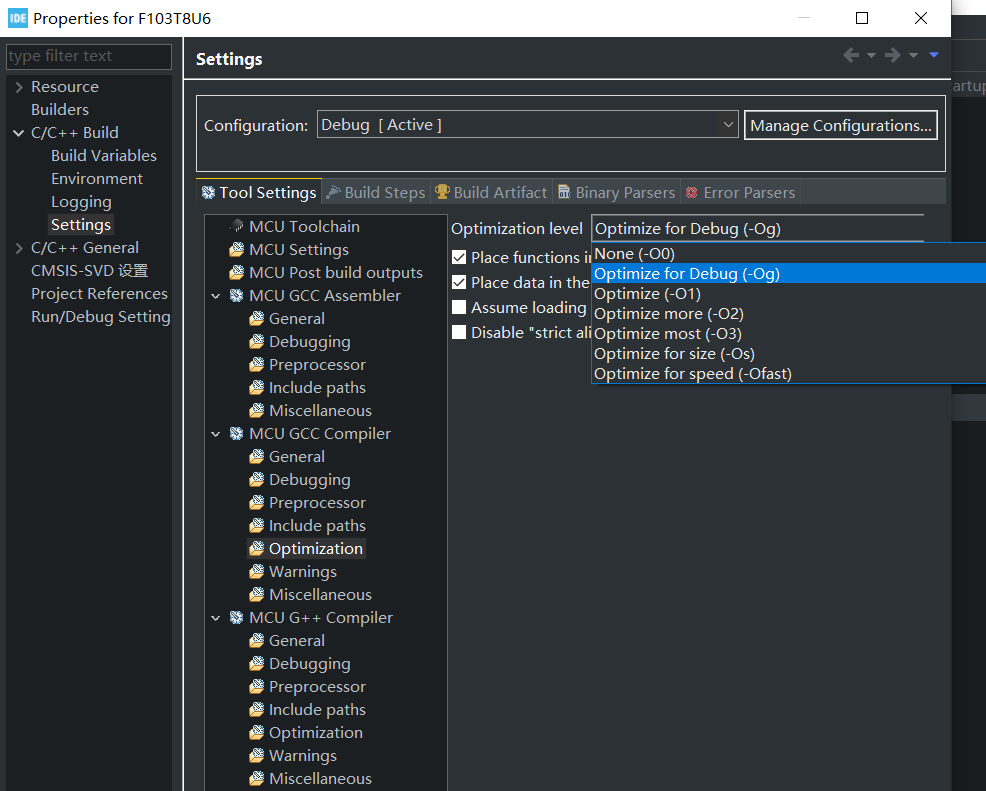 IDE Properties for F103T8U6
type filter text
Resource
Builders
C/C++ Build
Build Variables
Environment
Logging
Settings
C/C++ General
CMSIS-SVD 设置
Project References
Run/Debug Setting
Settings
artup
Configuration:
Debug [ Active ]
Manage Configurations...
Tool Settings
Build Steps
Build Artifact
Binary Parsers
Error Parsers
MCU Toolchain
MCU Settings
MCU Post build outputs
MCU GCC Assembler
General
Debugging
Preprocessor
Include paths
Miscellaneous
MCU GCC Compiler
General
Debugging
Preprocessor
Include paths
Optimization
Warnings
Miscellaneous
MCU G++ Compiler
General
Debugging
Preprocessor
Include paths
Optimization
Warnings
Miscellaneous
Optimization level
Optimize for Debug (-Og)
Place functions in
Place data in the
Assume loading
Disable "strict ali
None (-O0)
Optimize for Debug (-Og)
Optimize (-O1)
Optimize more (-O2)
Optimize most (-O3)
Optimize for size (-Os)
Optimize for speed (-Ofast)